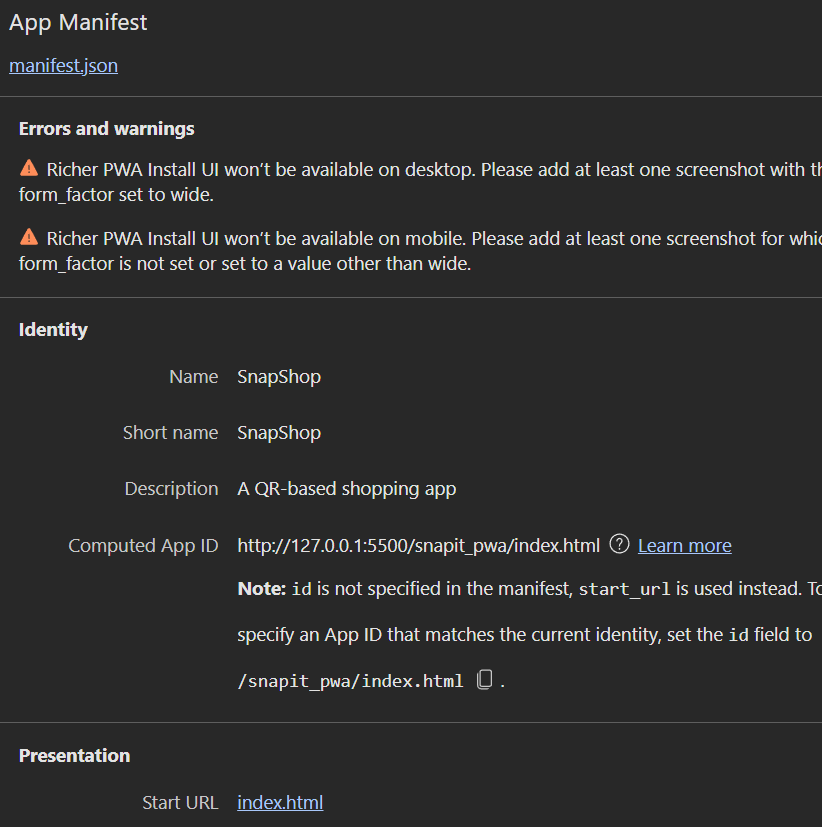 App Manifest
manifest.json
Errors and warnings
Richer PWA Install UI won’t be available on desktop. Please add at least one screenshot with
form_factor set to wide.
Richer PWA Install UI won’t be available on mobile. Please add at least one screenshot for
form_factor is not set or set to a value other than wide.
Identity
Name SnapShop
Short name SnapShop
Description A QR-based shopping app
Computed App ID http://127.0.0.1:5500/snapit_pwa/index.html Learn more
Note: id is not specified in the manifest, start_url is used instead. To
specify an App ID that matches the current identity, set the id field to
/snapit_pwa/index.html .
Presentation
Start URL index.html